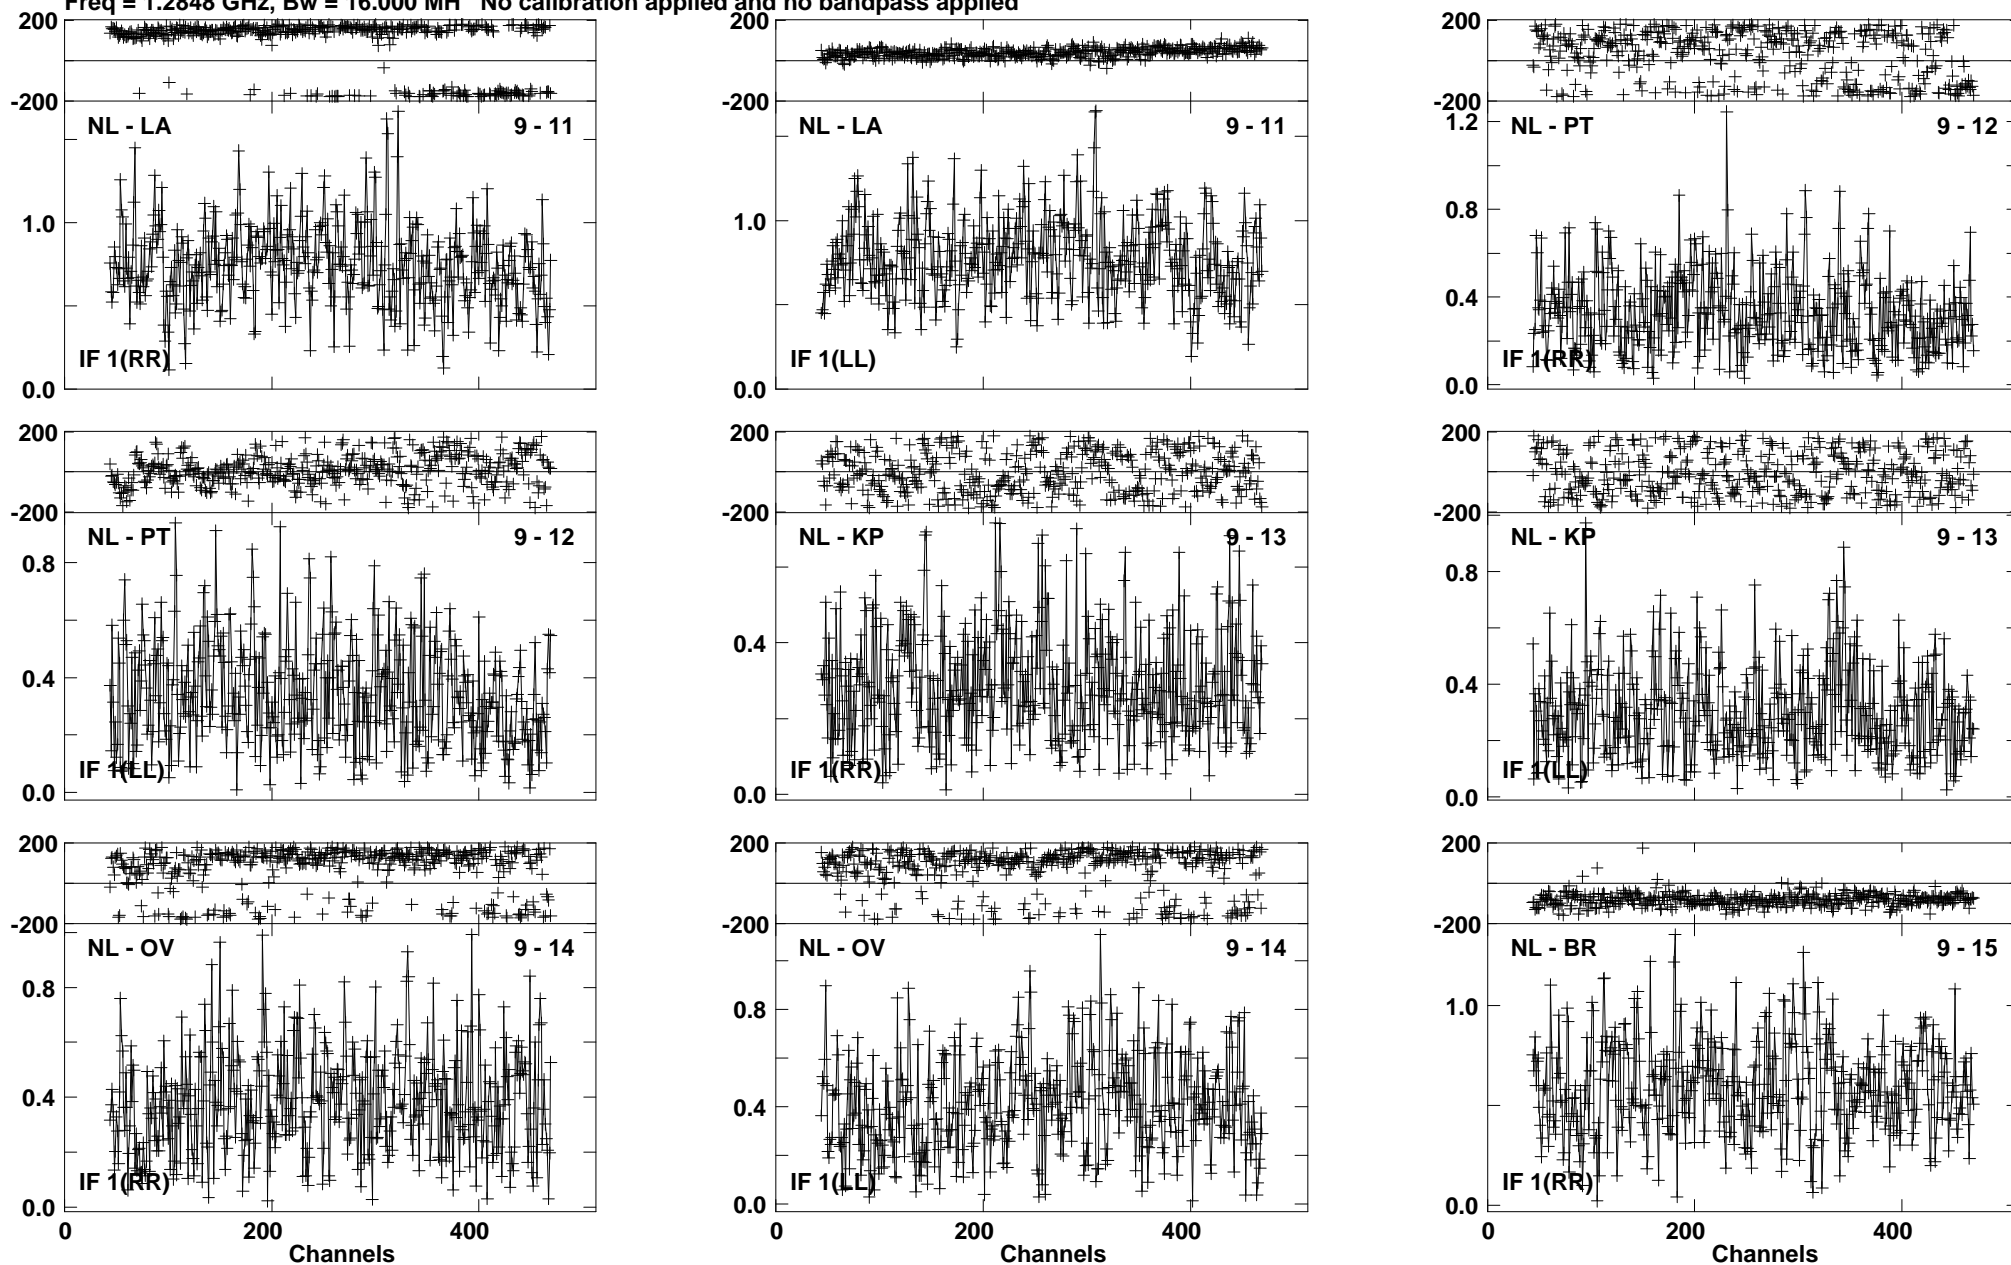 Freq = 1.2848 GHz, Bw = 16.000 MH No calibration applied and no bandpass applied
200 200 200
-200 -200 -200
NL - LA 9 - 11 NL - LA 9 - 11 1.2 NL - PT 9 - 12
1.0 1.0 0.8
0.4
IF 1(RR) IF 1(LL) IF 1(RR)
0.0 0.0 0.0
200 200 200
-200 -200 -200
NL - PT 9 - 12 NL - KP 9 - 13 NL - KP 9 - 13
0.8 0.8
0.4 0.4 0.4
IF 1(LL) IF 1(RR) IF 1(LL)
0.0 0.0 0.0
200 200 200
-200 -200 -200
NL - OV 9 - 14 NL - OV 9 - 14 NL - BR 9 - 15
0.8 0.8 1.0
0.4 0.4
IF 1(RR) IF 1(LL) IF 1(RR)
0.0 0.0 0.0
0 200 400 0 200 400 0 200 400
Channels Channels Channels